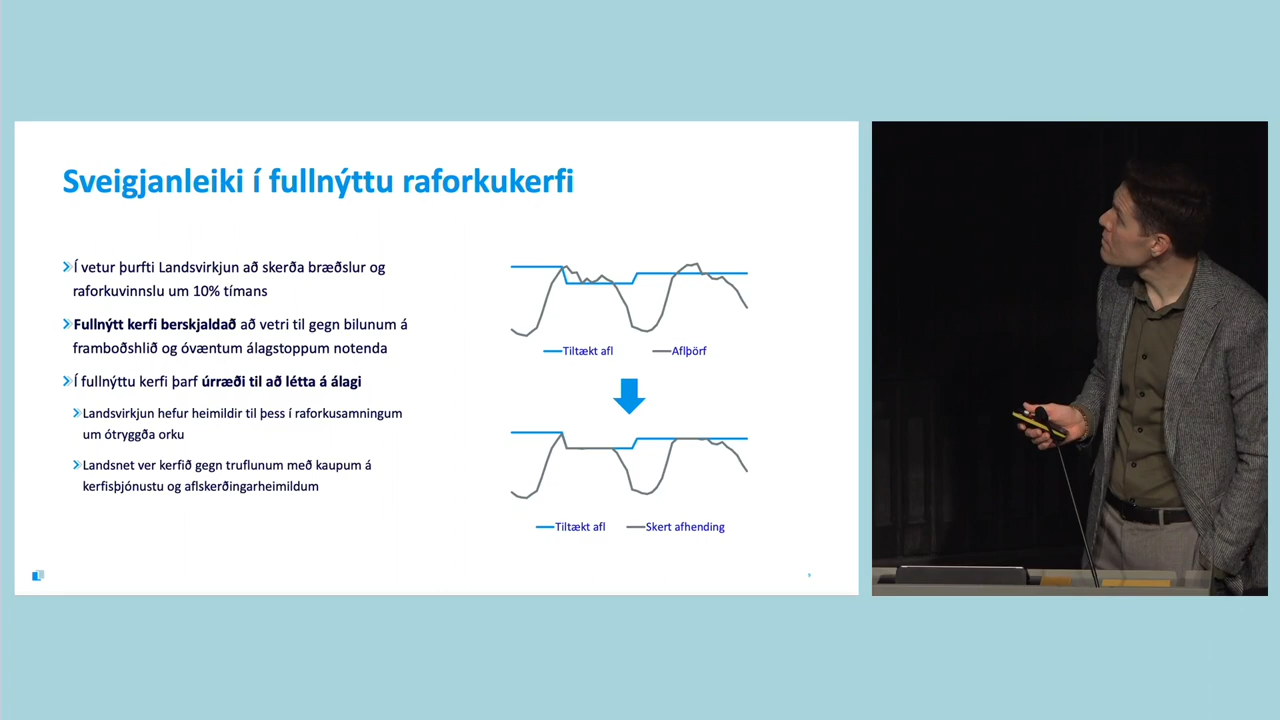 Sveigjanleiki í fullnýttu raforkukerfi
Í vetur þurfti Landsvirkjun að skerða bræðslur og
raforkuvinnslu um 10% tímans
Fullnýtt kerfi berskjaldað að vetri til gegn bilunum á
framboðshlið og óvæntum álagstoppum notenda
Í fullnýttu kerfi þarf úrræði til að létta á álagi
Landsvirkjun hefur heimildir til þess í raforkusamningum
um ótryggða orku
Landsnet ver kerfið gegn truflunum með kaupum á
kerfisþjónustu og aflskerðingarheimildum
Tiltækt afl
Aflþörf
Tiltækt afl
Skert afhending